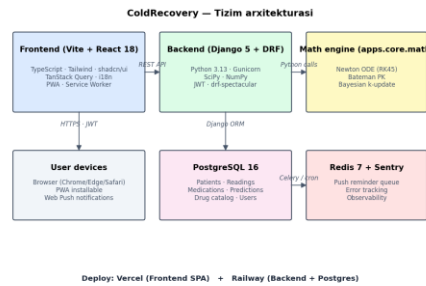 ColdRecovery — Tizim arxitekturasi
Frontend (Vite + React 18)
TypeScript · Tailwind · shadcn/ui
TanStack Query · i18n
PWA · Service Worker
REST API
Backend (Django 5 + DRF)
Python 3.13 · Gunicorn
SciPy · NumPy
JWT · drf-spectacular
Python calls
Math engine (apps.core.mat
Newton ODE (RK45)
Bateman PK
Bayesian k-update
HTTPS · JWT
Django ORM
User devices
Browser (Chrome/Edge/Safari)
PWA installable
Web Push notifications
PostgreSQL 16
Patients · Readings
Medications · Predictions
Drug catalog · Users
Celery / cron
Redis 7 + Sentry
Push reminder queue
Error tracking
Observability
Deploy: Vercel (Frontend SPA) + Railway (Backend + Postgres)